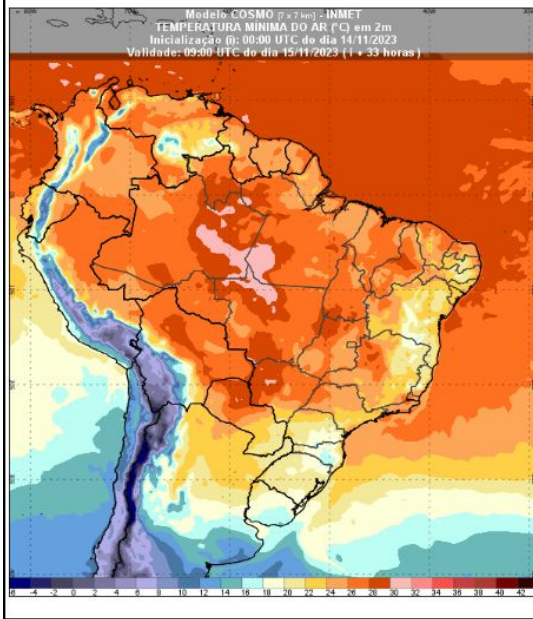 Modelo COSMO [7 x 7 km] - INMET
TEMPERATURA MÍNIMA DO AR (°C) em 2m
Inicialização (i): 00:00 UTC do dia 14/11/2023
Validade: 09:00 UTC do dia 15/11/2023 ( i + 33 horas )
-6 -4 -2 0 2 4 6 8 10 12 14 16 18 20 22 24 26 28 30 32 34 36 38 40 42